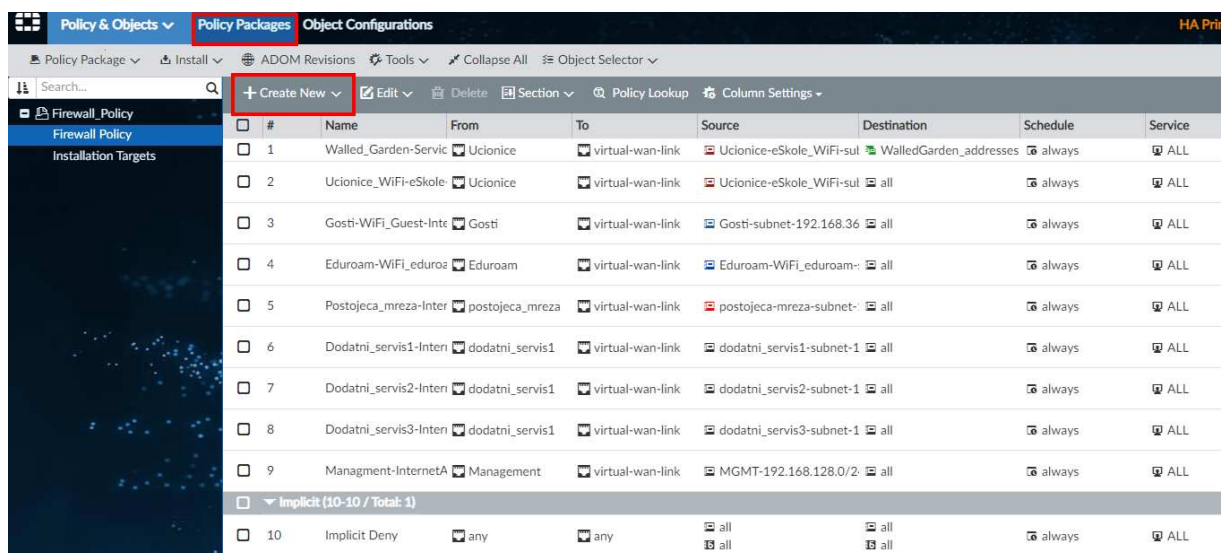 Policy & Objects Policy Packages Object Configurations HA Pri
Policy Package Install ADOM Revisions Tools Collapse All Object Selector
Search... + Create New Edit Delete Section Policy Lookup Column Settings
Firewall_Policy
Firewall Policy
Installation Targets
# Name From To Source Destination Schedule Service
1 Walled_Garden-Servic Ucionice virtual-wan-link Ucionice-eSkole_WiFi-sul WalledGarden_addresses always ALL
2 Ucionice_WiFi-eSkole- Ucionice virtual-wan-link Ucionice-eSkole_WiFi-sul all always ALL
3 Gosti-WiFi_Guest-Inte Gosti virtual-wan-link Gosti-subnet-192.168.36 all always ALL
4 Eduroam-WiFi_eduroa Eduroam virtual-wan-link Eduroam-WiFi_eduroam- all always ALL
5 Postojeca_mreza-Inter postojeca_mreza virtual-wan-link postojeca-mreza-subnet- all always ALL
6 Dodatni_servis1-Inter dodatni_servis1 virtual-wan-link dodatni_servis1-subnet-1 all always ALL
7 Dodatni_servis2-Inter dodatni_servis1 virtual-wan-link dodatni_servis2-subnet-1 all always ALL
8 Dodatni_servis3-Inter dodatni_servis1 virtual-wan-link dodatni_servis3-subnet-1 all always ALL
9 Managment-InternetA Management virtual-wan-link MGMT-192.168.128.0/2 all always ALL
Implicit (10-10 / Total: 1)
10 Implicit Deny any any all all always ALL
all all